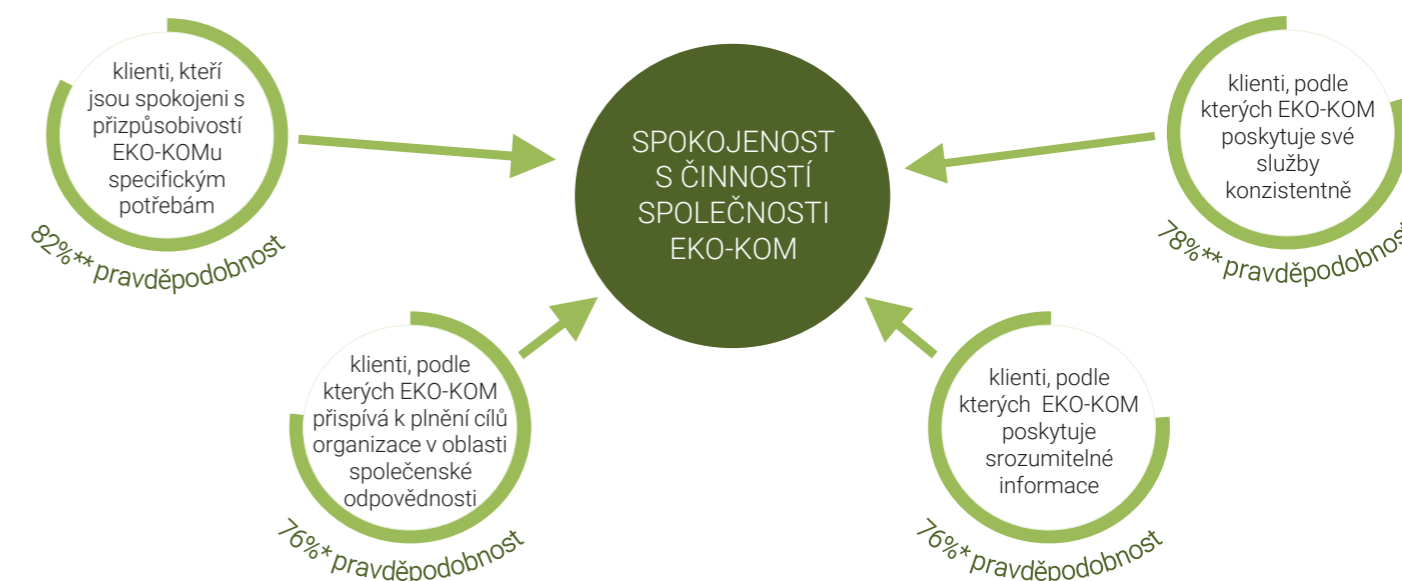 klienti, kteří
jsou spokojeni s
přizpůsobivostí
EKO-KOMu
specifickým
potřebám
82%** pravděpodobnost
SPOKOJENOST
S ČINNOSTÍ
SPOLEČNOSTI
EKO-KOM
klienti, podle
kterých EKO-KOM
poskytuje své
služby
konzistentně
78%** pravděpodobnost
klienti, podle
kterých EKO-KOM
přispívá k plnění cílů
organizace v oblasti
společenské
odpovědnosti
76%* pravděpodobnost
klienti, podle
kterých EKO-KOM
poskytuje
srozumitelné
informace
76%* pravděpodobnost